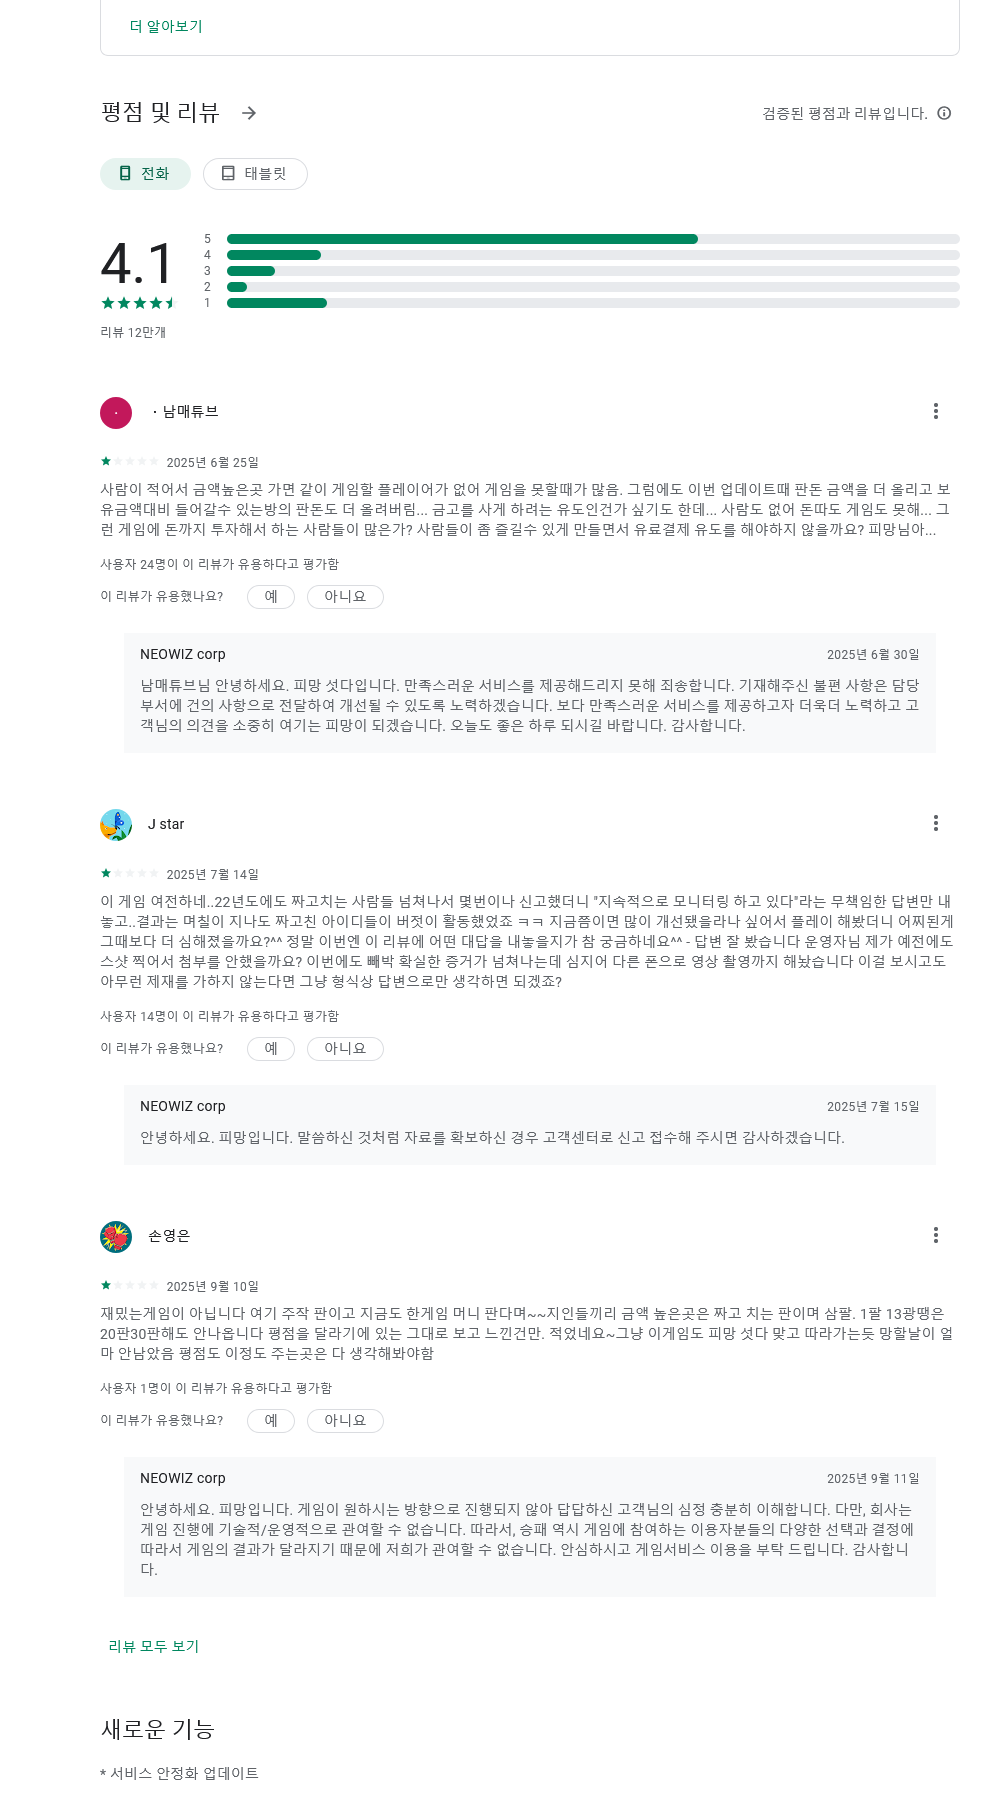 더 알아보기
평점 및 리뷰
검증된 평점과 리뷰입니다.
전화
태블릿
4.1
5
4
3
2
1
리뷰 12만개
· 남매튜브
2025년 6월 25일
사람이 적어서 금액높은곳 가면 같이 게임할 플레이어가 없어 게임을 못할때가 많음. 그럼에도 이번 업데이트때 판돈 금액을 더 올리고 보
유금액대비 들어갈수 있는방의 판돈도 더 올려버림... 금고를 사게 하려는 유도인건가 싶기도 한데... 사람도 없어 돈따도 게임도 못해... 그
런 게임에 돈까지 투자해서 하는 사람들이 많은가? 사람들이 좀 즐길수 있게 만들면서 유료결제 유도를 해야하지 않을까요? 피망님아...
사용자 24명이 이 리뷰가 유용하다고 평가함
이 리뷰가 유용했나요?
예
아니요
NEOWIZ corp
2025년 6월 30일
남매튜브님 안녕하세요. 피망 섯다입니다. 만족스러운 서비스를 제공해드리지 못해 죄송합니다. 기재해주신 불편 사항은 담당
부서에 건의 사항으로 전달하여 개선될 수 있도록 노력하겠습니다. 보다 만족스러운 서비스를 제공하고자 더욱더 노력하고 고
객님의 의견을 소중히 여기는 피망이 되겠습니다. 오늘도 좋은 하루 되시길 바랍니다. 감사합니다.
J star
2025년 7월 14일
이 게임 여전하네..22년도에도 짜고치는 사람들 넘쳐나서 몇번이나 신고했더니 "지속적으로 모니터링 하고 있다"라는 무책임한 답변만 내
놓고..결과는 며칠이 지나도 짜고친 아이디들이 버젓이 활동했었죠 ㅋㅋ 지금쯤이면 많이 개선됐을라나 싶어서 플레이 해봤더니 어찌된게
그때보다 더 심해졌을까요?^^ 정말 이번엔 이 리뷰에 어떤 대답을 내놓을지가 참 궁금하네요^^ - 답변 잘 봤습니다 운영자님 제가 예전에도
스샷 찍어서 첨부를 안했을까요? 이번에도 빼박 확실한 증거가 넘쳐나는데 심지어 다른 폰으로 영상 촬영까지 해놨습니다 이걸 보시고도
아무런 제재를 가하지 않는다면 그냥 형식상 답변으로만 생각하면 되겠죠?
사용자 14명이 이 리뷰가 유용하다고 평가함
이 리뷰가 유용했나요?
예
아니요
NEOWIZ corp
2025년 7월 15일
안녕하세요. 피망입니다. 말씀하신 것처럼 자료를 확보하신 경우 고객센터로 신고 접수해 주시면 감사하겠습니다.
손영은
2025년 9월 10일
재밌는게임이 아닙니다 여기 주작 판이고 지금도 한게임 머니 판다며~~지인들끼리 금액 높은곳은 짜고 치는 판이며 삼팔. 1팔 13광땡은
20판30판해도 안나옵니다 평점을 달라기에 있는 그대로 보고 느낀건만. 적었네요~그냥 이게임도 피망 섯다 맞고 따라가는듯 망할날이 얼
마 안남았음 평점도 이정도 주는곳은 다 생각해봐야함
사용자 1명이 이 리뷰가 유용하다고 평가함
이 리뷰가 유용했나요?
예
아니요
NEOWIZ corp
2025년 9월 11일
안녕하세요. 피망입니다. 게임이 원하시는 방향으로 진행되지 않아 답답하신 고객님의 심정 충분히 이해합니다. 다만, 회사는
게임 진행에 기술적/운영적으로 관여할 수 없습니다. 따라서, 승패 역시 게임에 참여하는 이용자분들의 다양한 선택과 결정에
따라서 게임의 결과가 달라지기 때문에 저희가 관여할 수 없습니다. 안심하시고 게임서비스 이용을 부탁 드립니다. 감사합니
다.
리뷰 모두 보기
새로운 기능
* 서비스 안정화 업데이트